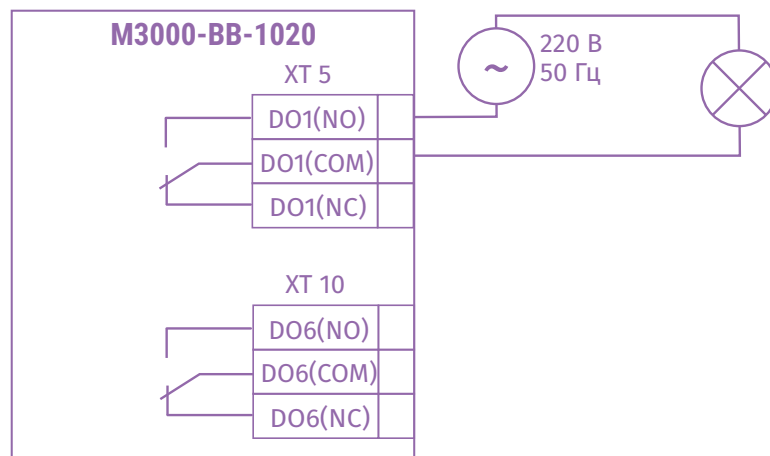 М3000-ВВ-1020
220 В
50 Гц
~
XT 5
DO1(NO)
DO1(COM)
DO1(NC)
XT 10
DO6(NO)
DO6(COM)
DO6(NC)